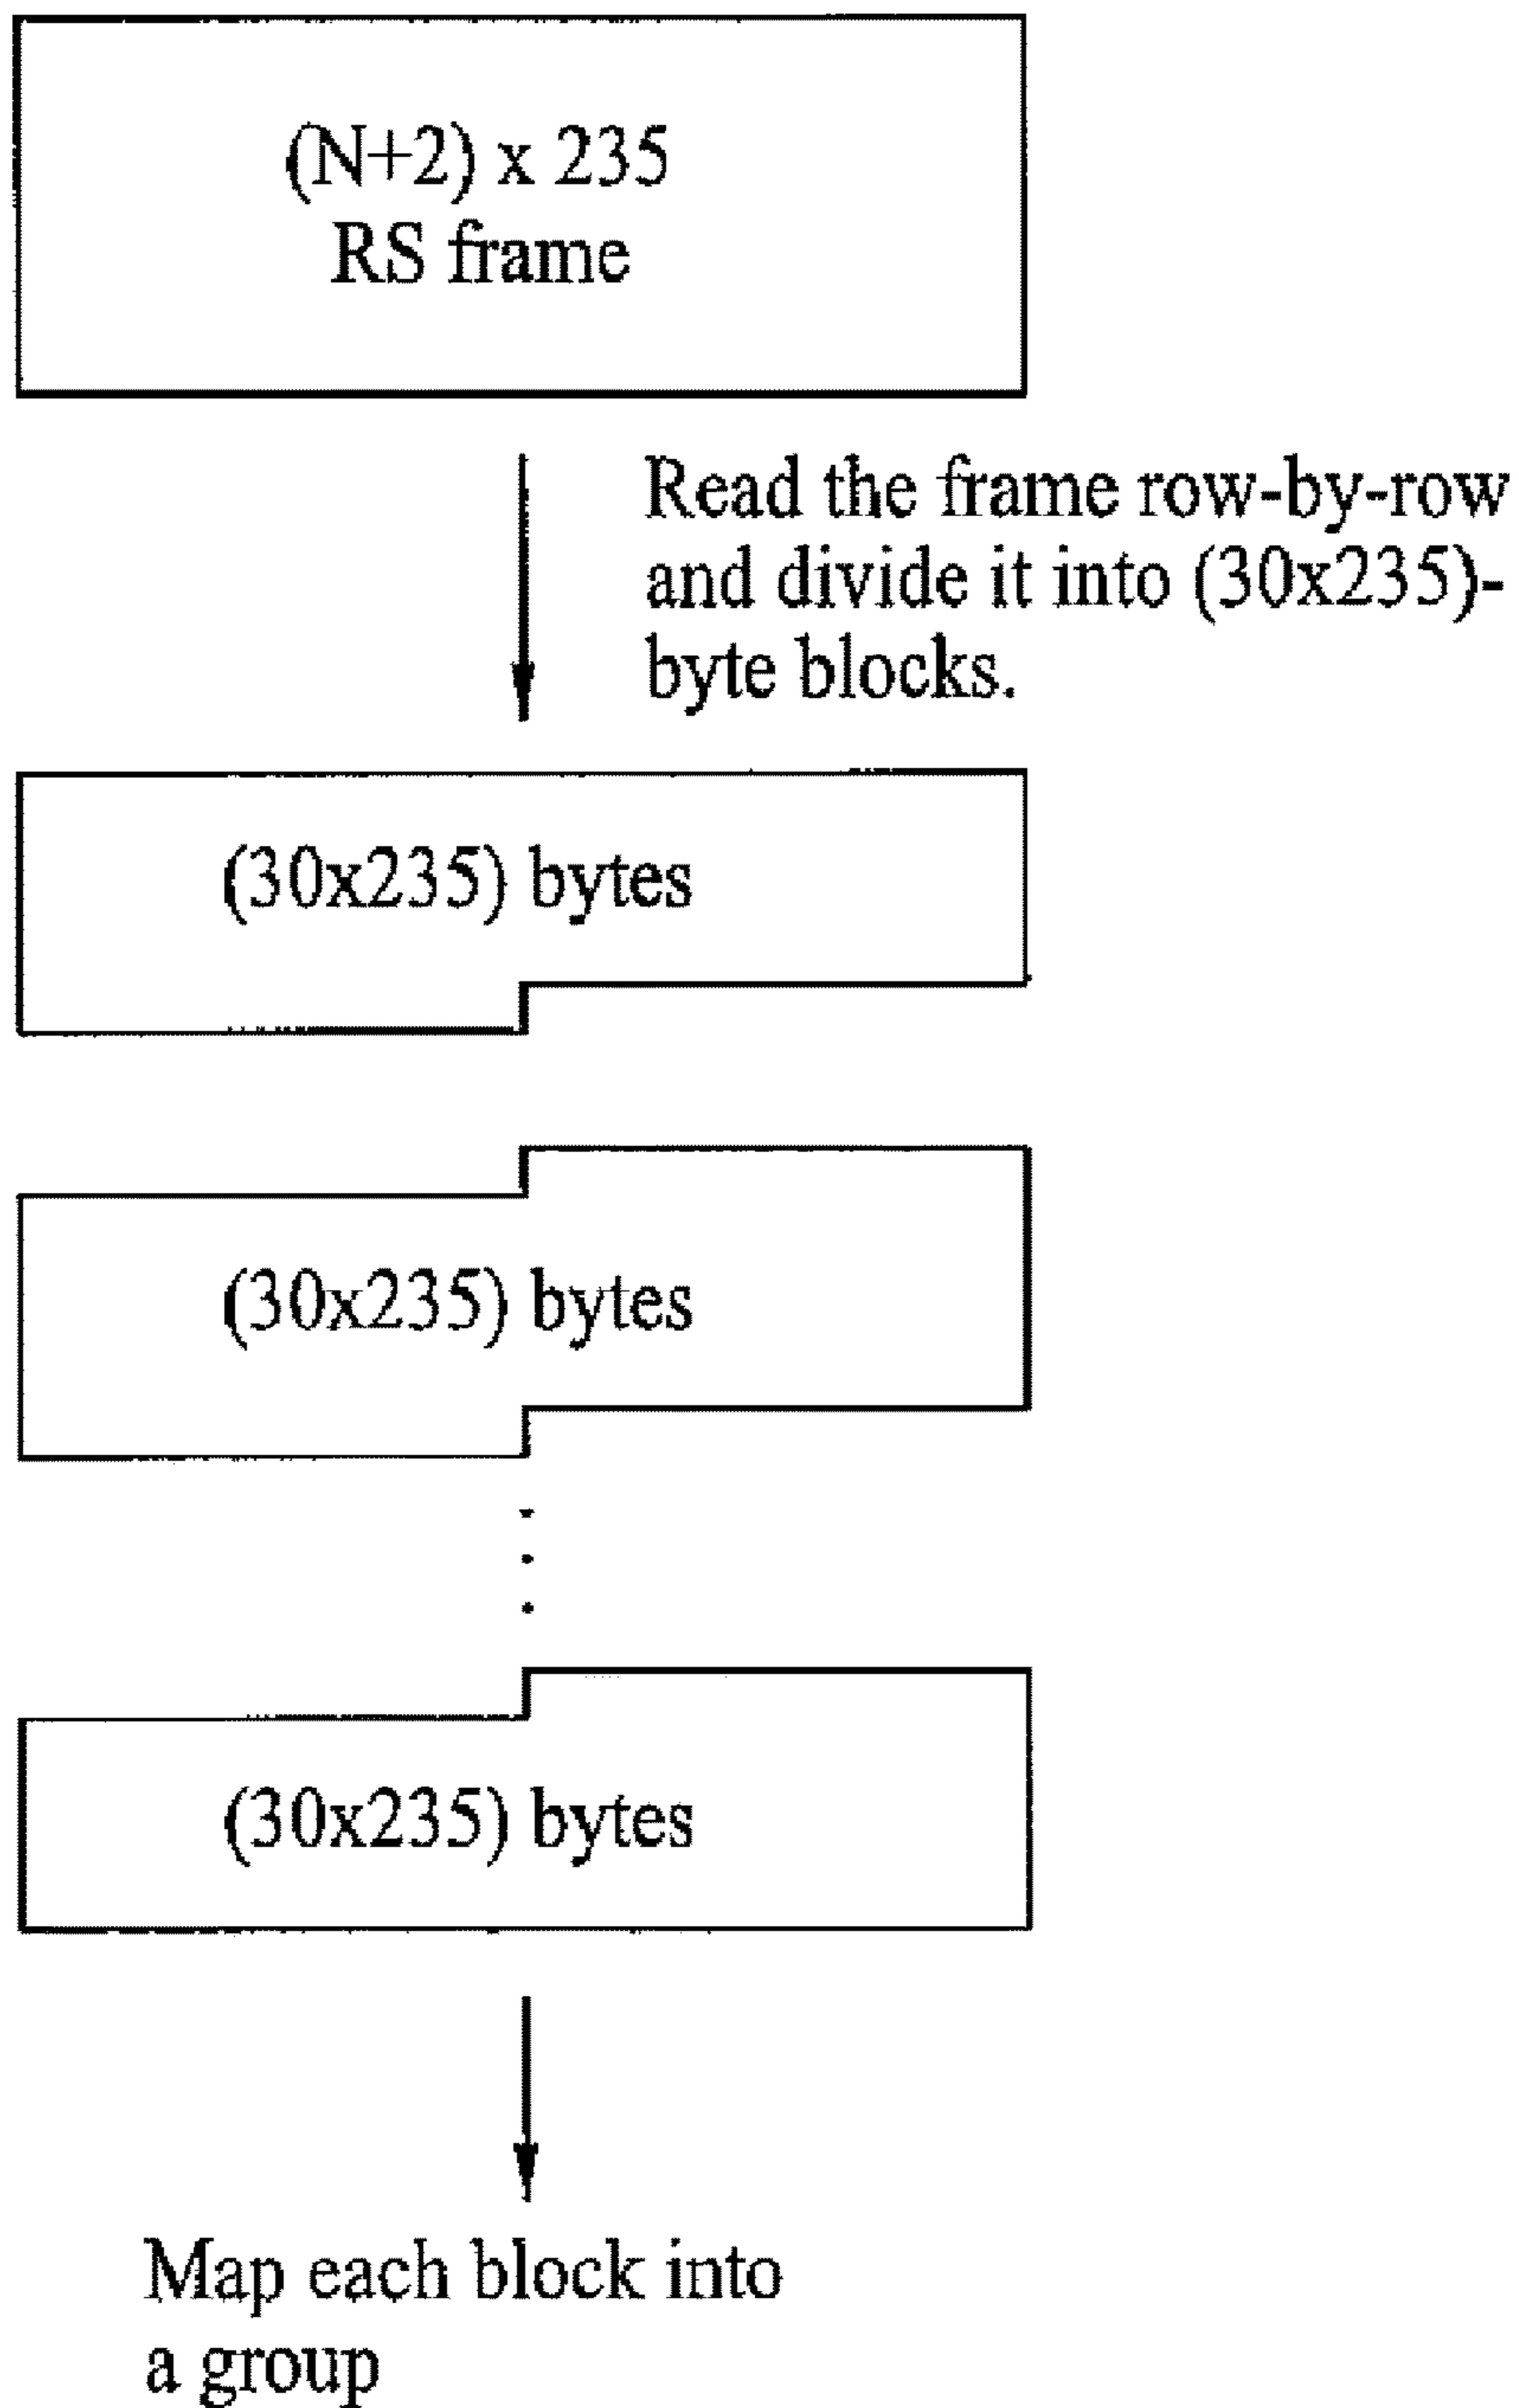 (N+2) x 235
RS frame
Read the frame row-by-row
and divide it into (30x235)-
byte blocks.
(30x235) bytes
(30x235) bytes
(30x235) bytes
Map each block into
a group